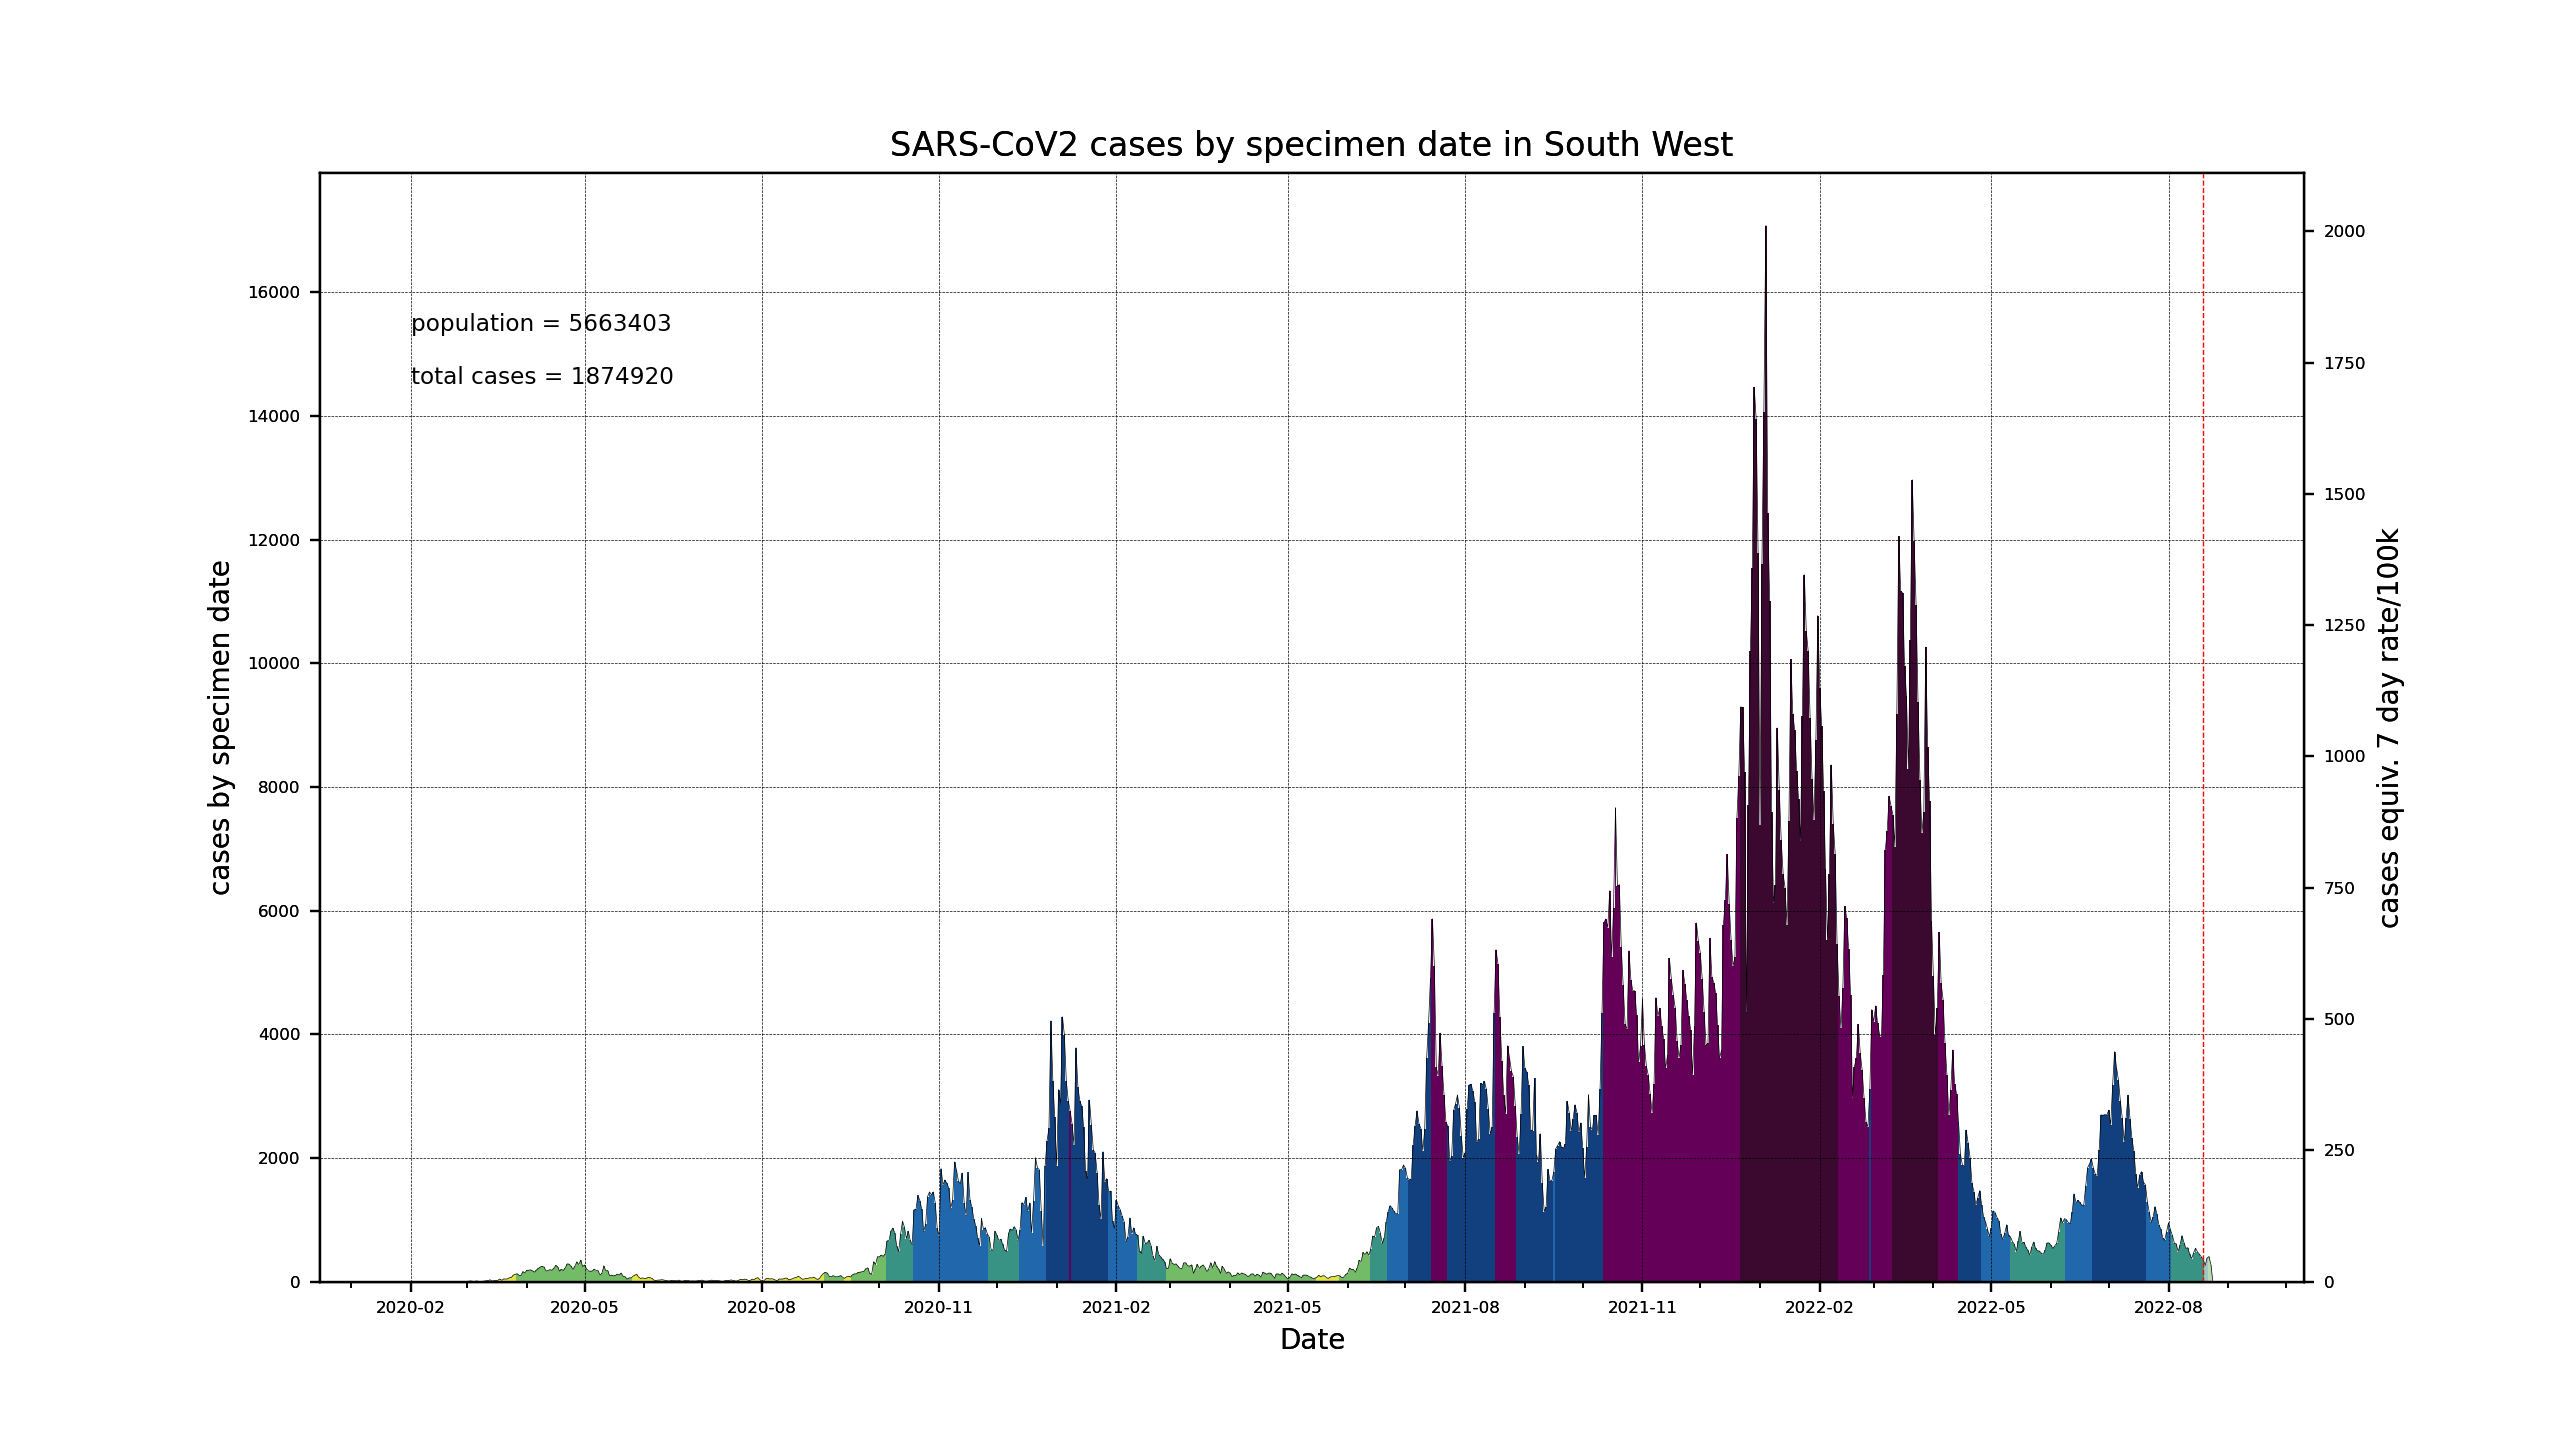 SARS-CoV2 cases by specimen date in South West
population = 5663403
total cases = 1874920
cases by specimen date
16000
14000
12000
10000
8000
6000
4000
2000
0
2000
1750
1500
1250
1000
750
500
250
0
cases equiv. 7 day rate/100k
2020-02 2020-05 2020-08 2020-11 2021-02 2021-05 2021-08 2021-11 2022-02 2022-05 2022-08
Date